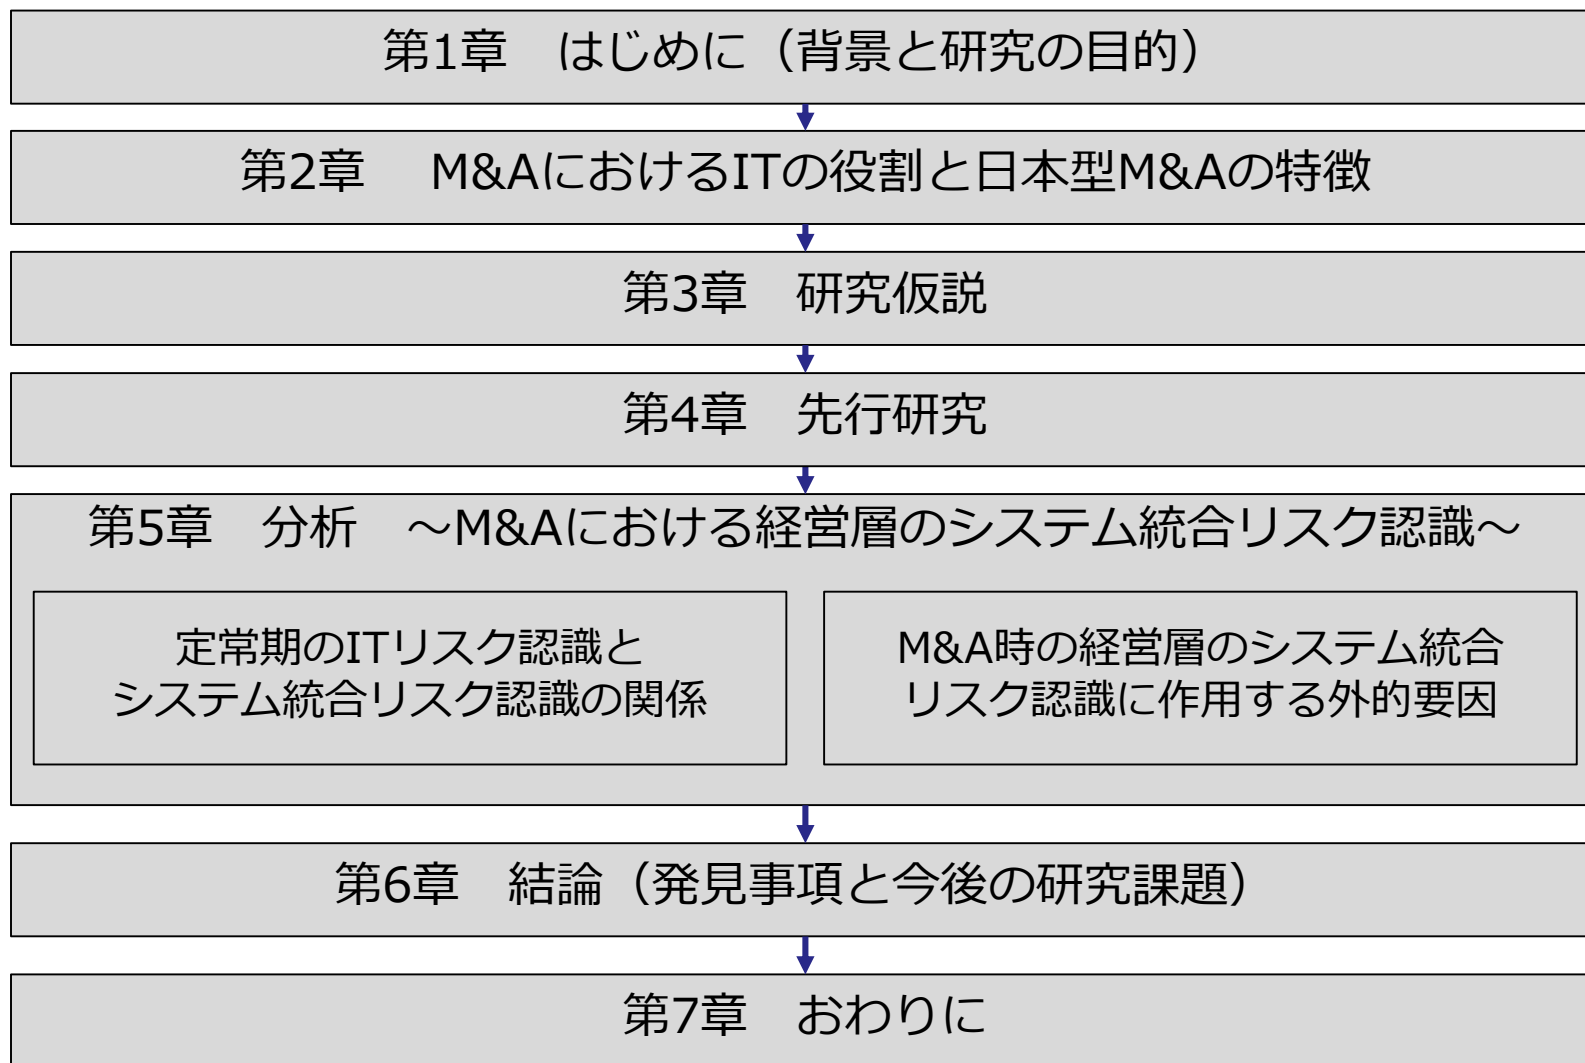 第1章　はじめに（背景と研究の目的）
第2章　M&AにおけるITの役割と日本型M&Aの特徴
第3章　研究仮説
第4章　先行研究
第5章　分析　～M&Aにおける経営層のシステム統合リスク認識～
定常期のITリスク認識と
システム統合リスク認識の関係
M&A時の経営層のシステム統合
リスク認識に作用する外的要因
第6章　結論（発見事項と今後の研究課題）
第7章　おわりに